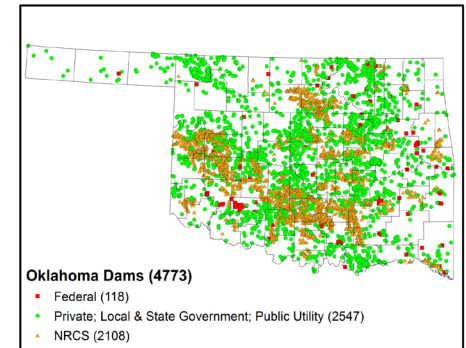 Oklahoma Dams (4773)
Federal (118)
Private; Local & State Government; Public Utility (2547)
NRCS (2108)